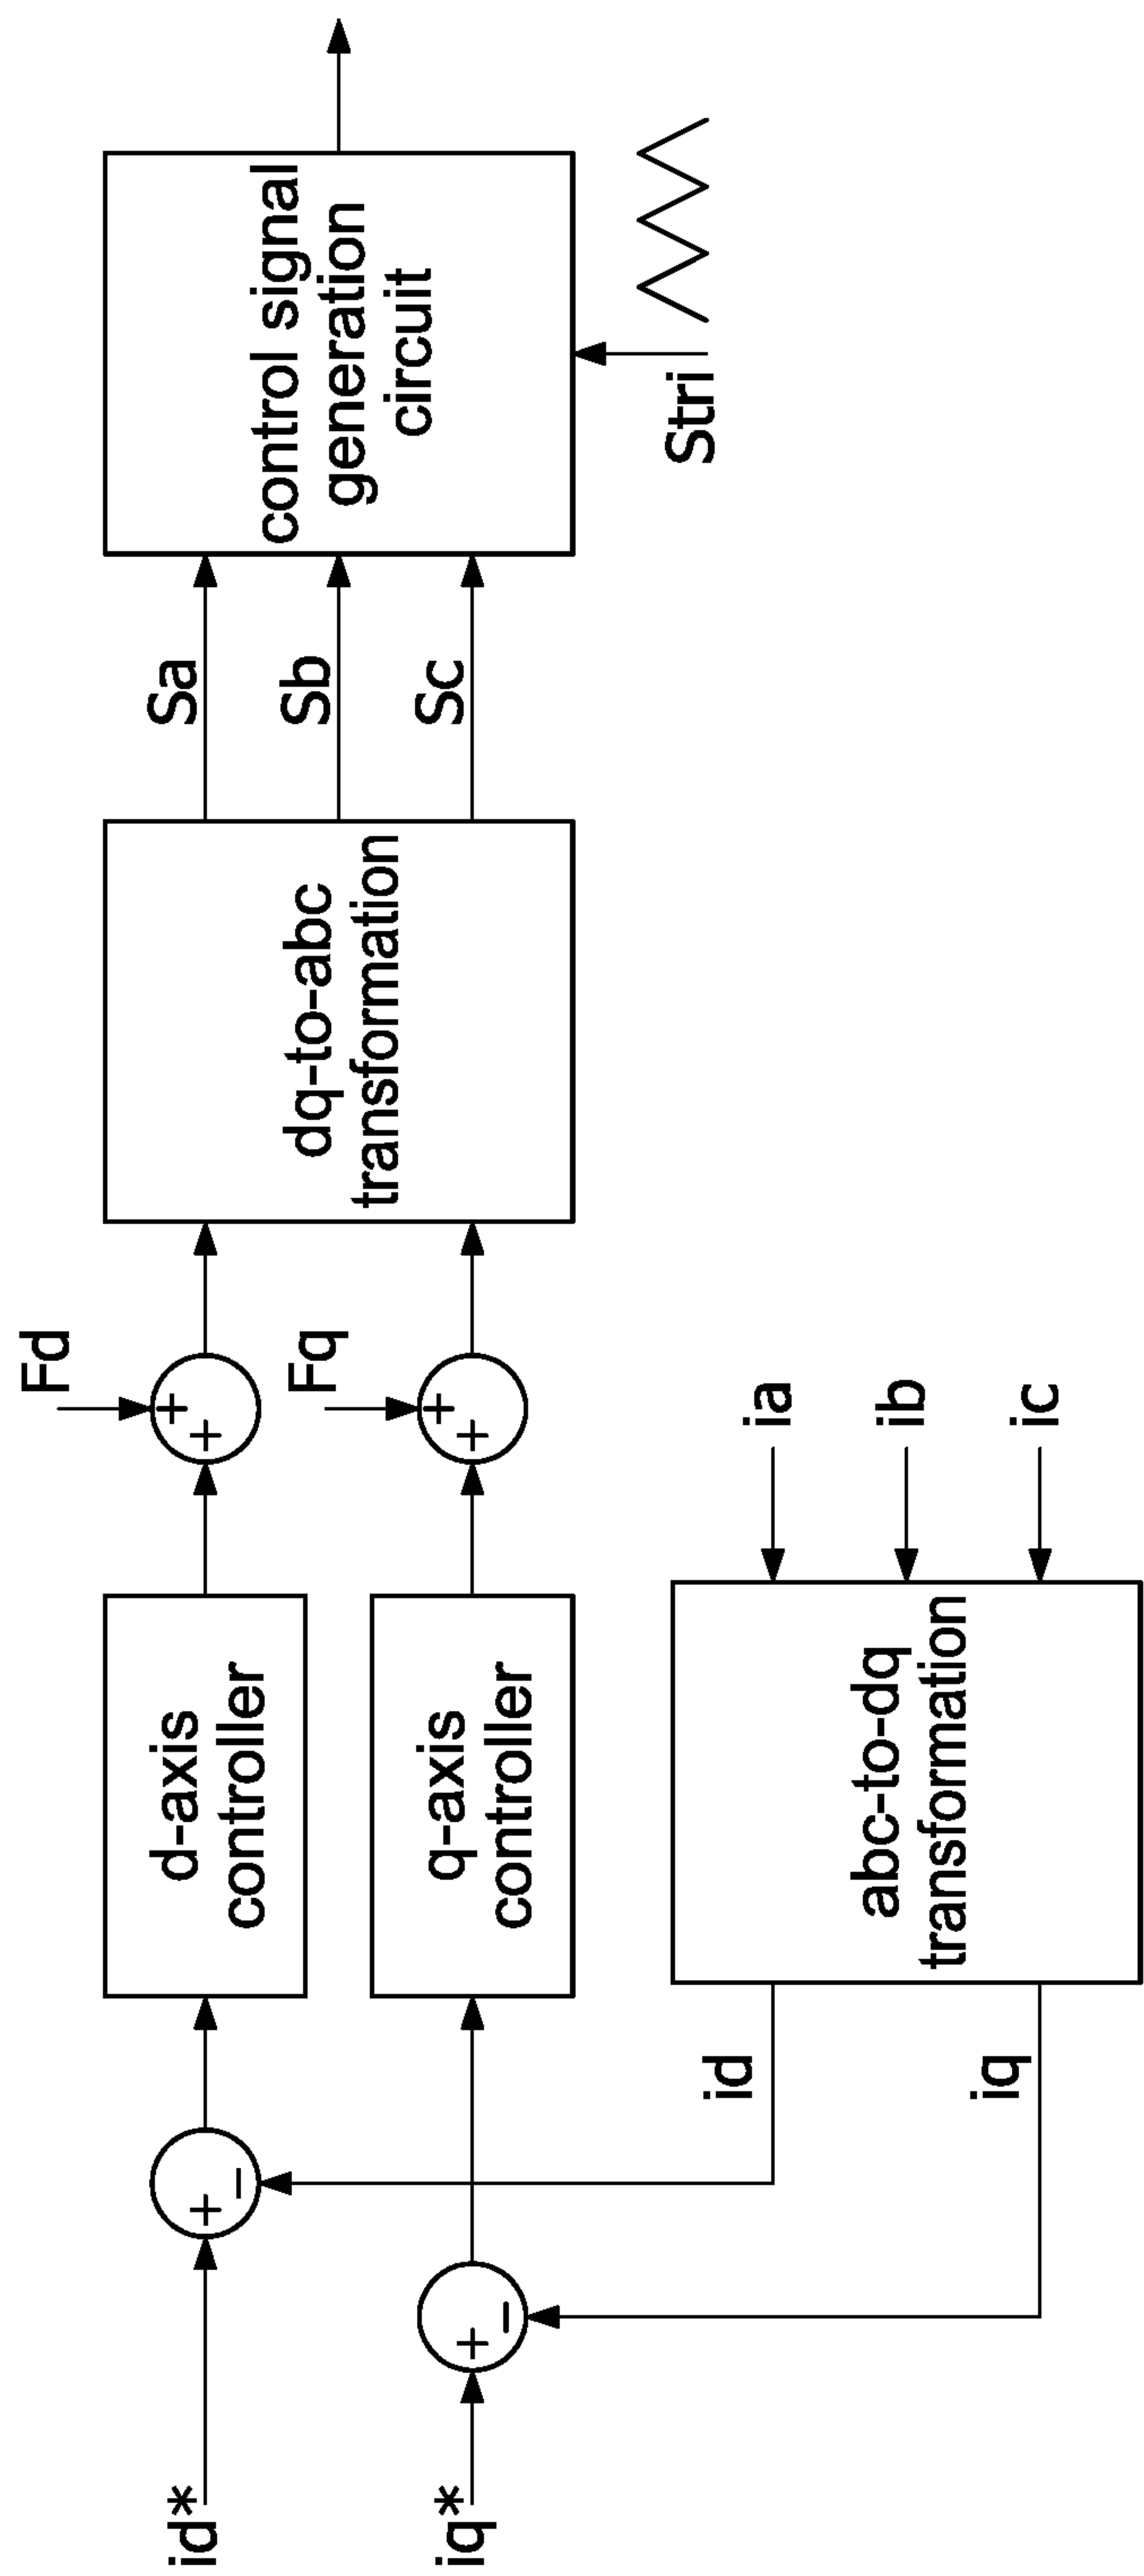 id*
iq*
+
−
+
−
d-axis
controller
q-axis
controller
Fd
+
+
Fq
+
+
dq-to-abc
transformation
Sa
Sb
Sc
control signal
generation
circuit
Stri
id
iq
abc-to-dq
transformation
ia
ib
ic